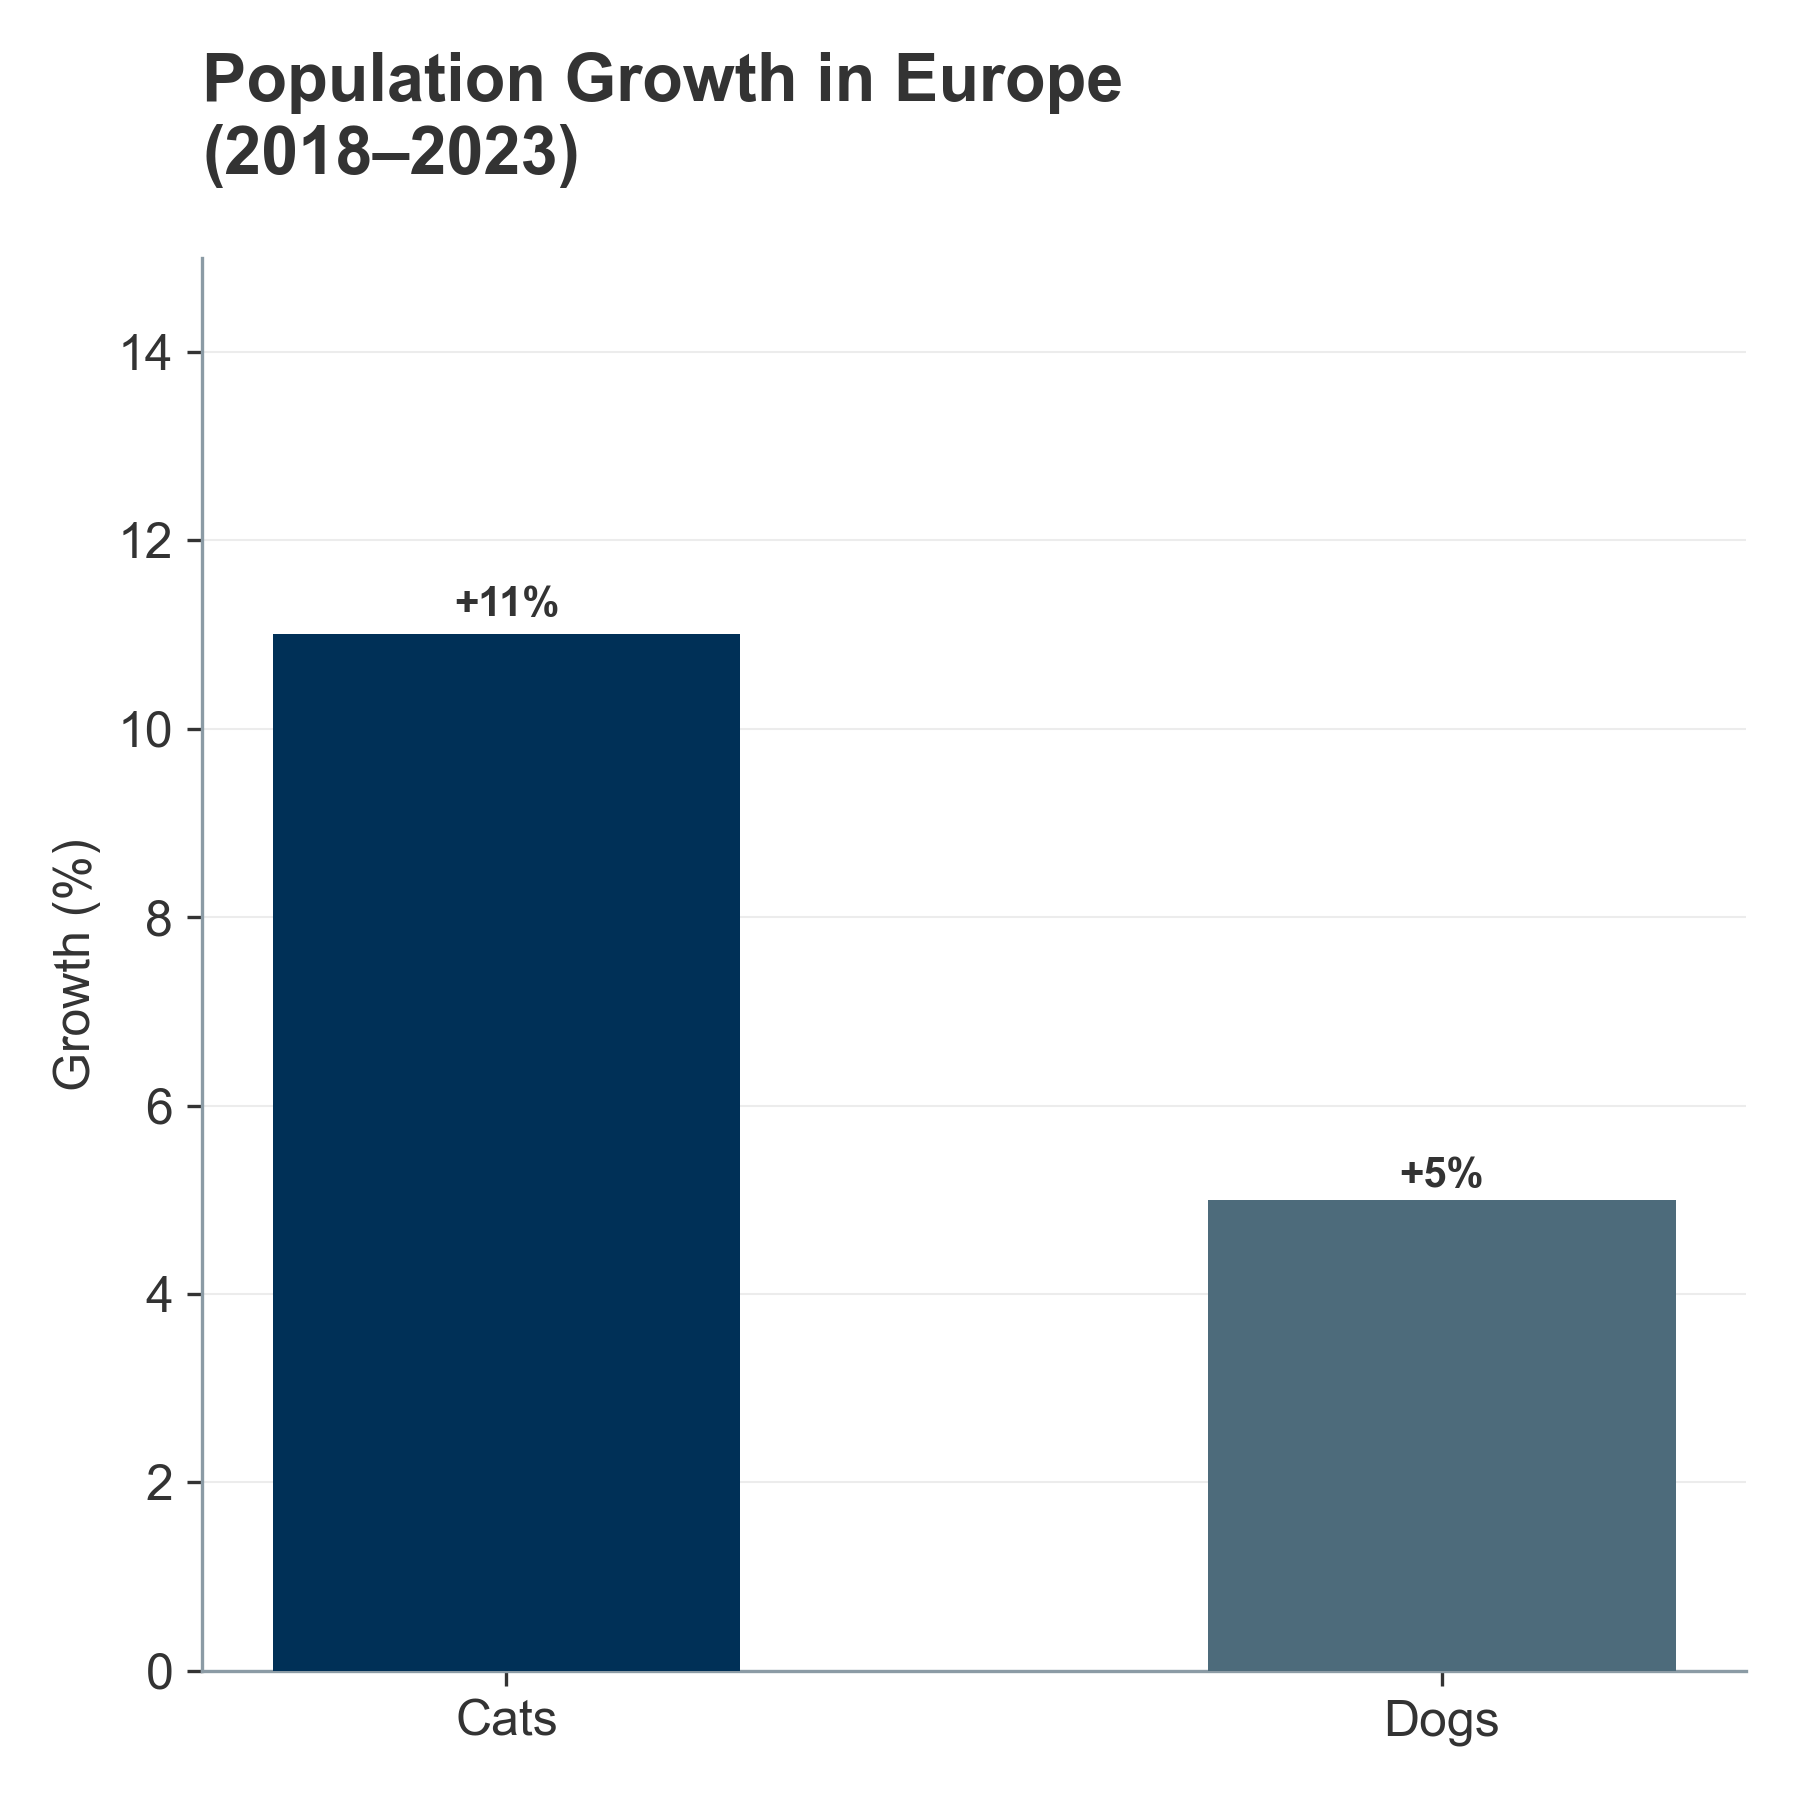 Population Growth in Europe
(2018–2023)
14
12
+11%
10
Growth (%)
8
6
+5%
4
2
0
Cats
Dogs